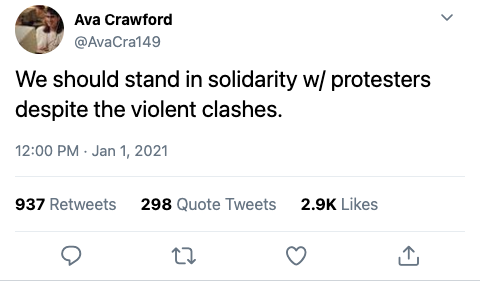 Ava Crawford
@AvaCra149
We should stand in solidarity w/ protesters
despite the violent clashes.
12:00 PM · Jan 1, 2021
937 Retweets 298 Quote Tweets 2.9K Likes